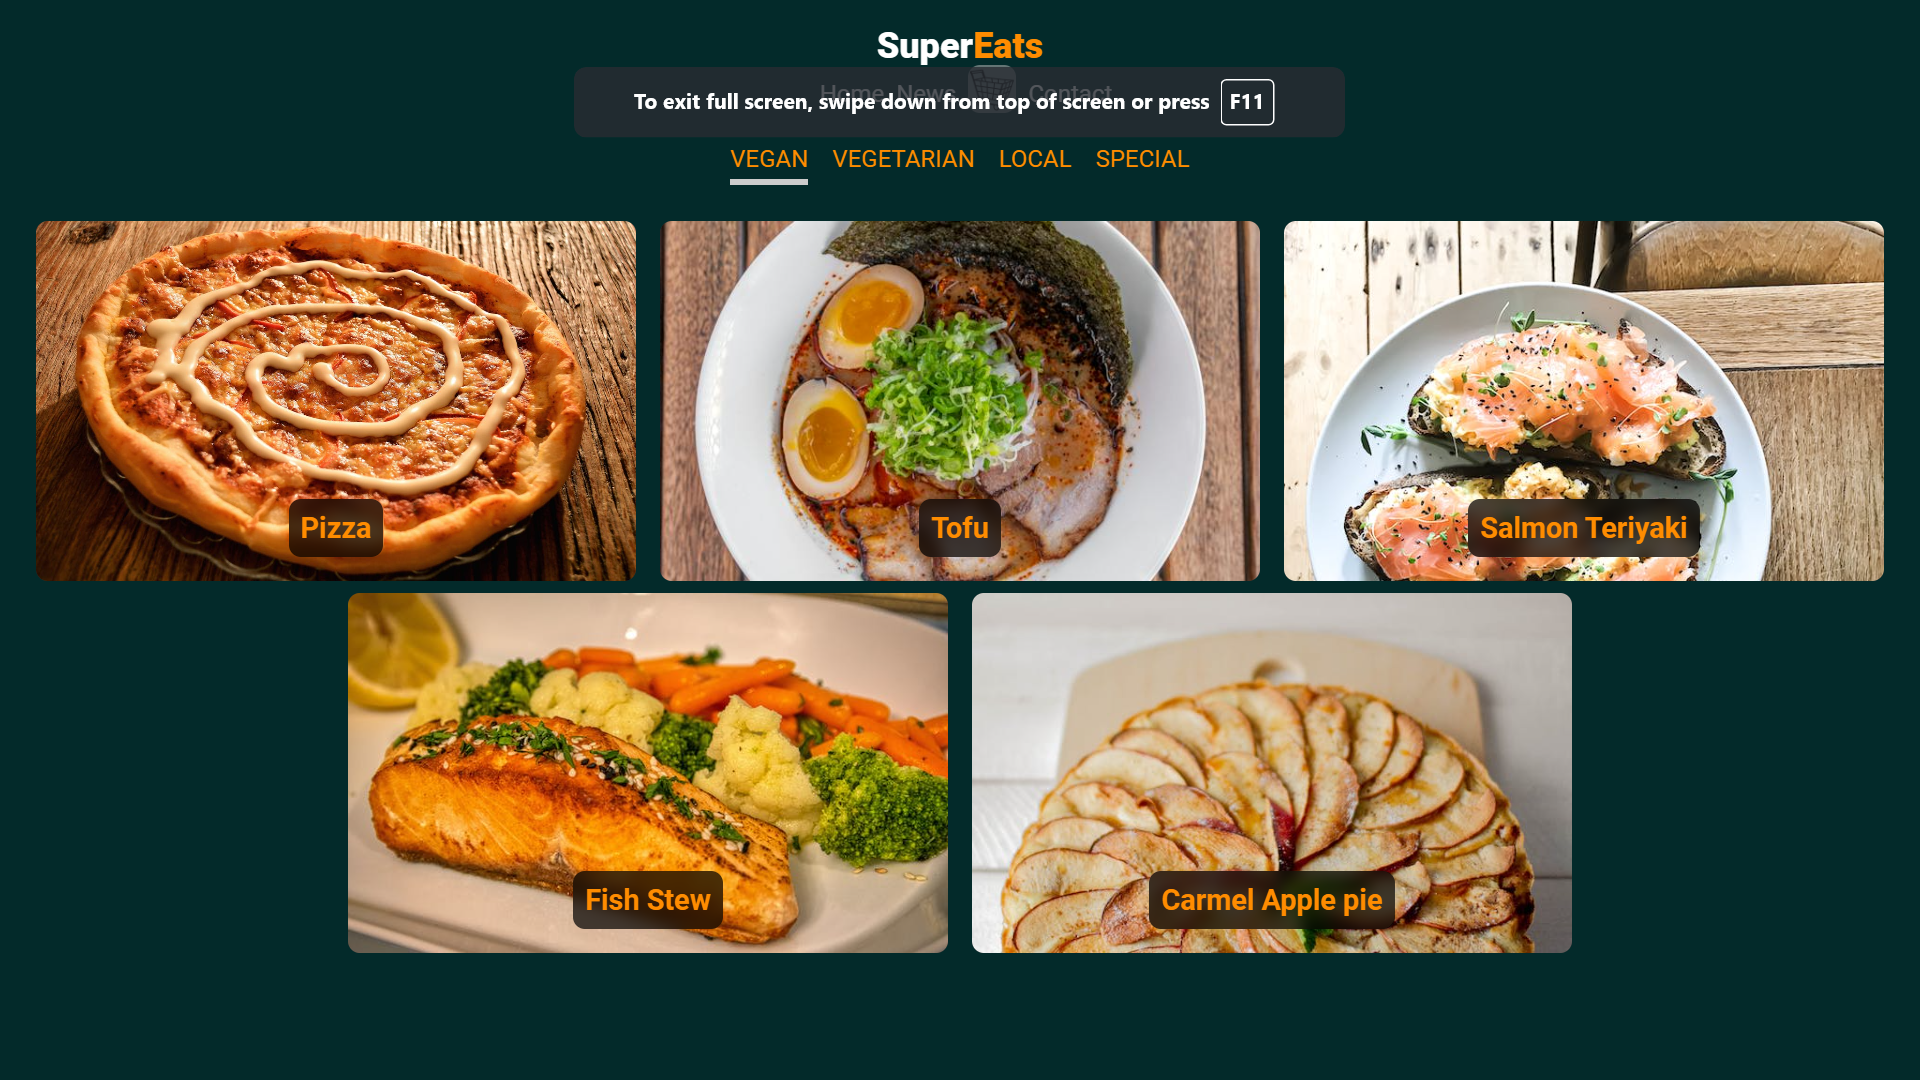 SuperEats
Home News Contact
To exit full screen, swipe down from top of screen or press F11
VEGAN VEGETARIAN LOCAL SPECIAL
Pizza
Tofu
Salmon Teriyaki
Fish Stew
Carmel Apple pie